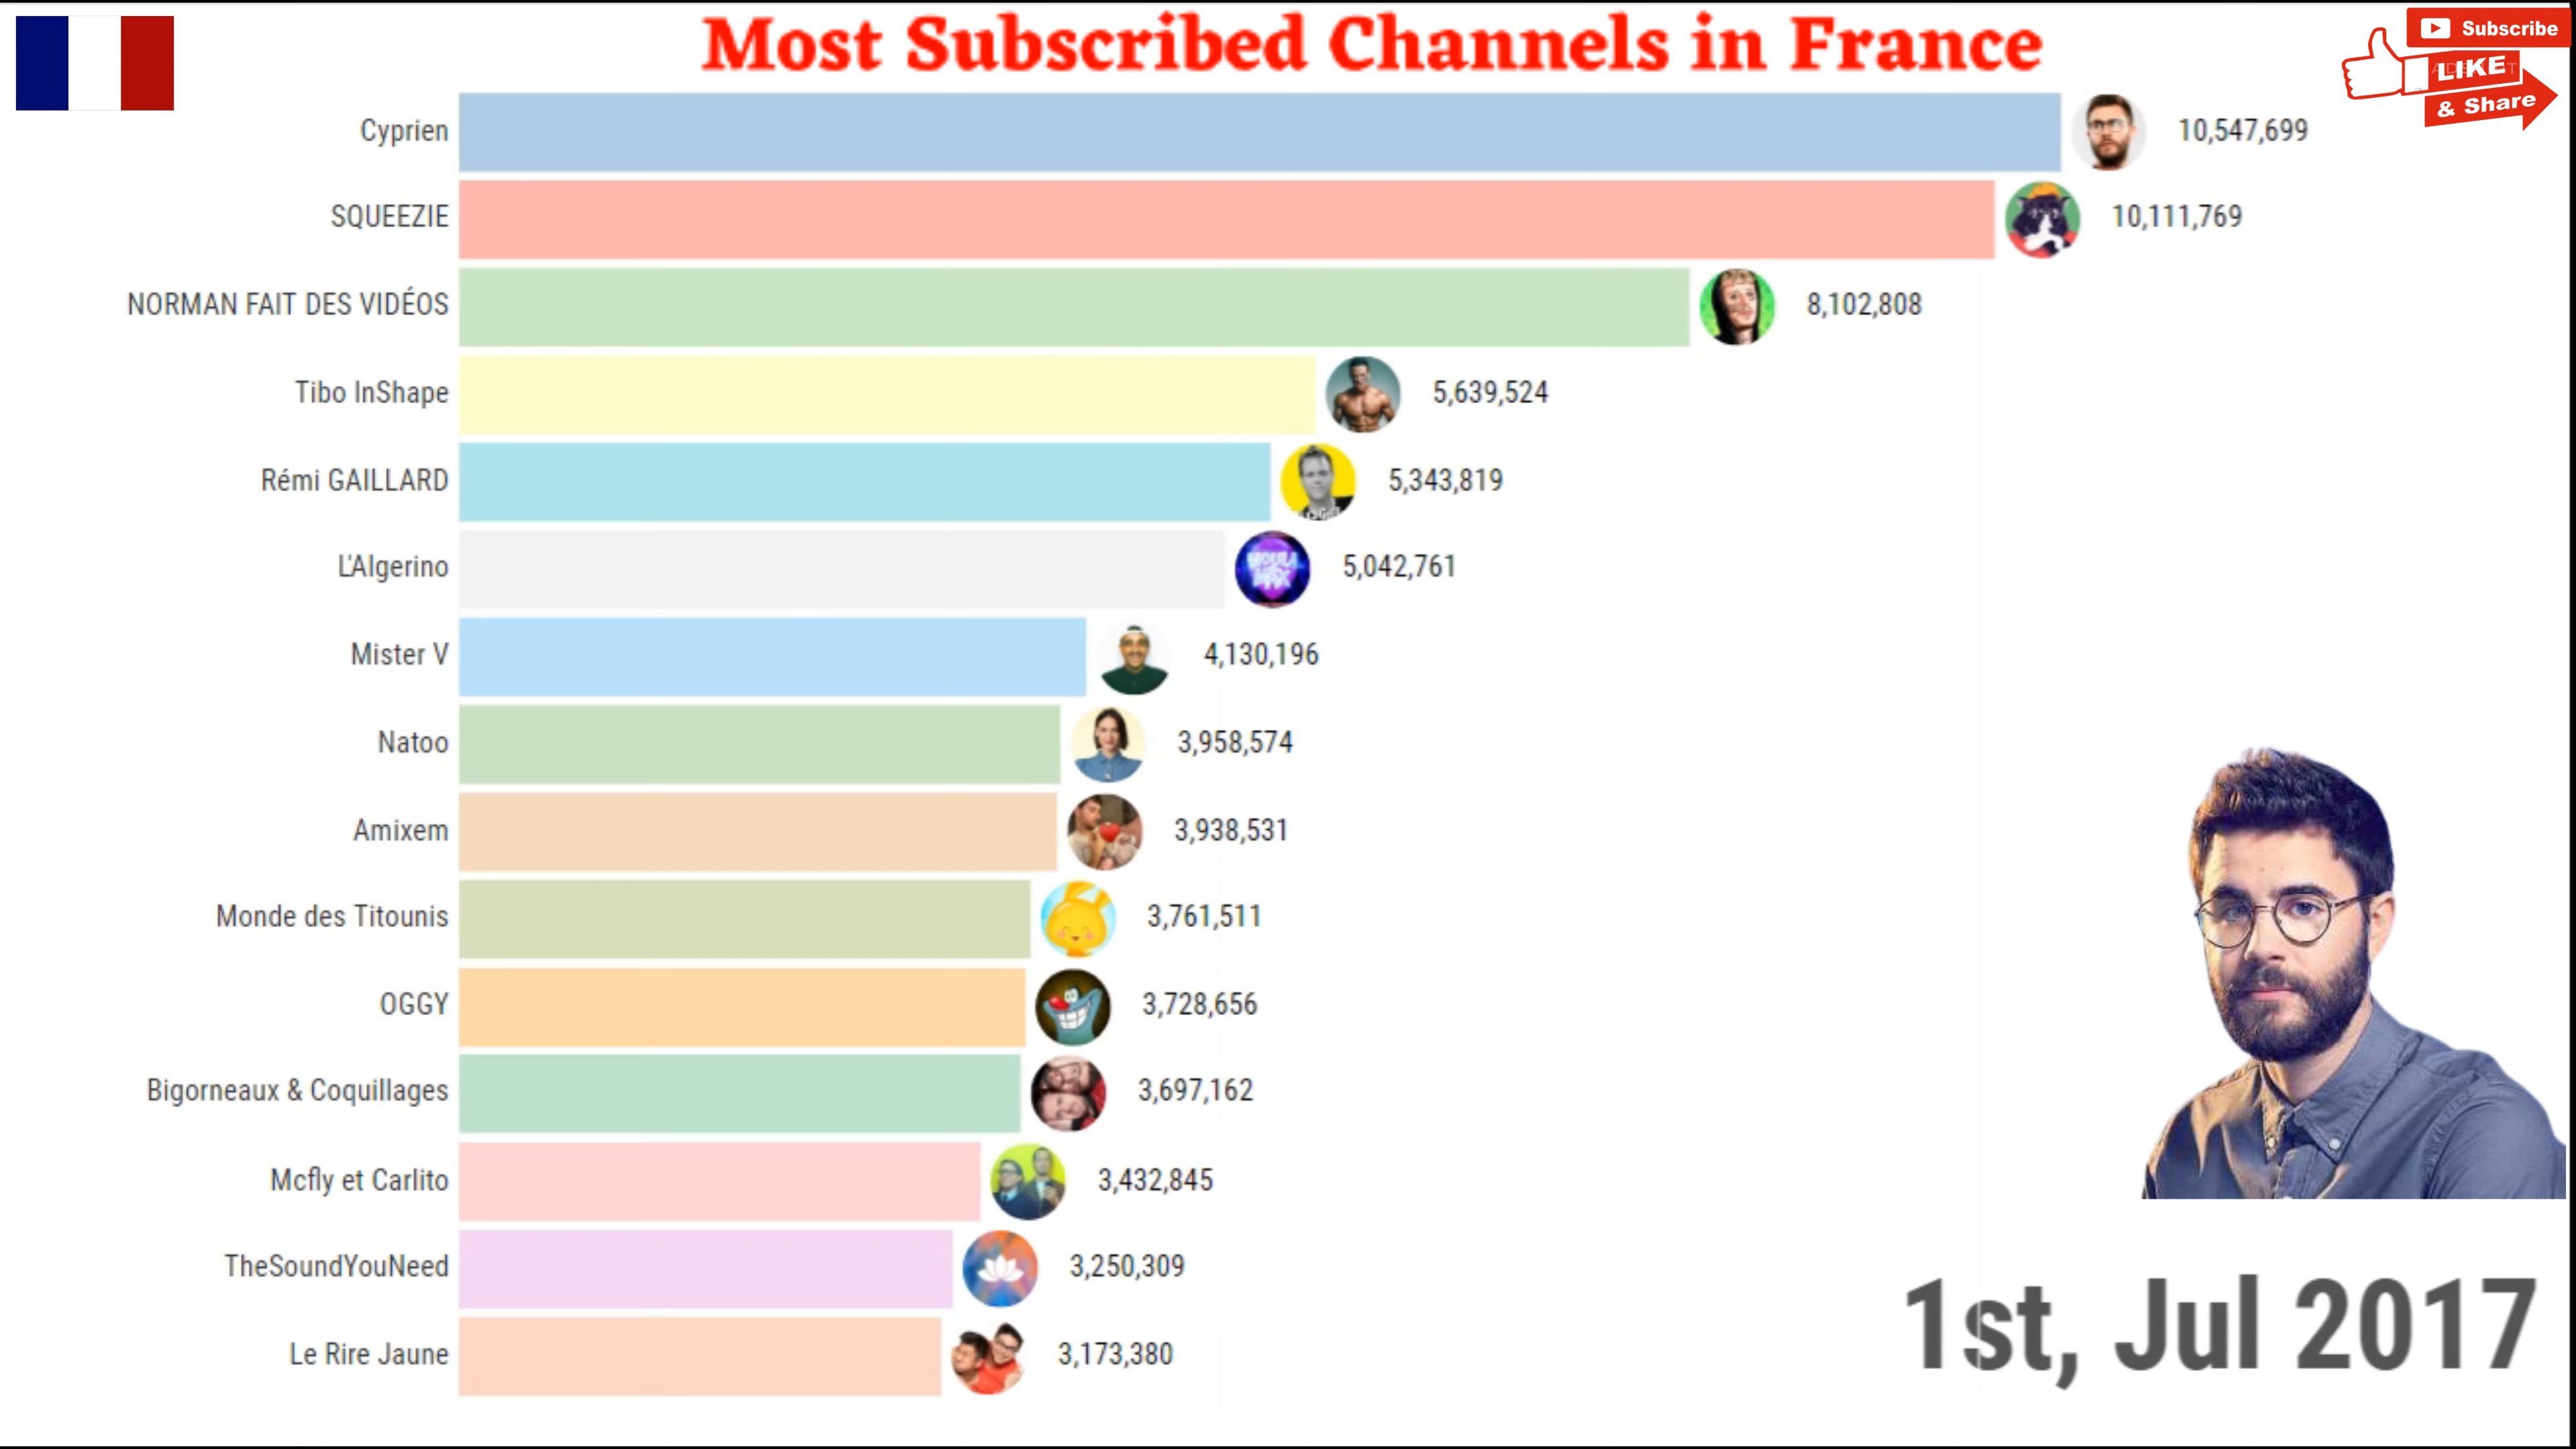 Most Subscribed Channels in France
Subscribe
LIKE
& Share
Cyprien 10,547,699
SQUEEZIE 10,111,769
NORMAN FAIT DES VIDÉOS 8,102,808
Tibo InShape 5,639,524
Rémi GAILLARD 5,343,819
L'Algerino 5,042,761
Mister V 4,130,196
Natoo 3,958,574
Amixem 3,938,531
Monde des Titounis 3,761,511
OGGY 3,728,656
Bigorneaux & Coquillages 3,697,162
Mcfly et Carlito 3,432,845
TheSoundYouNeed 3,250,309
Le Rire Jaune 3,173,380
1st, Jul 2017